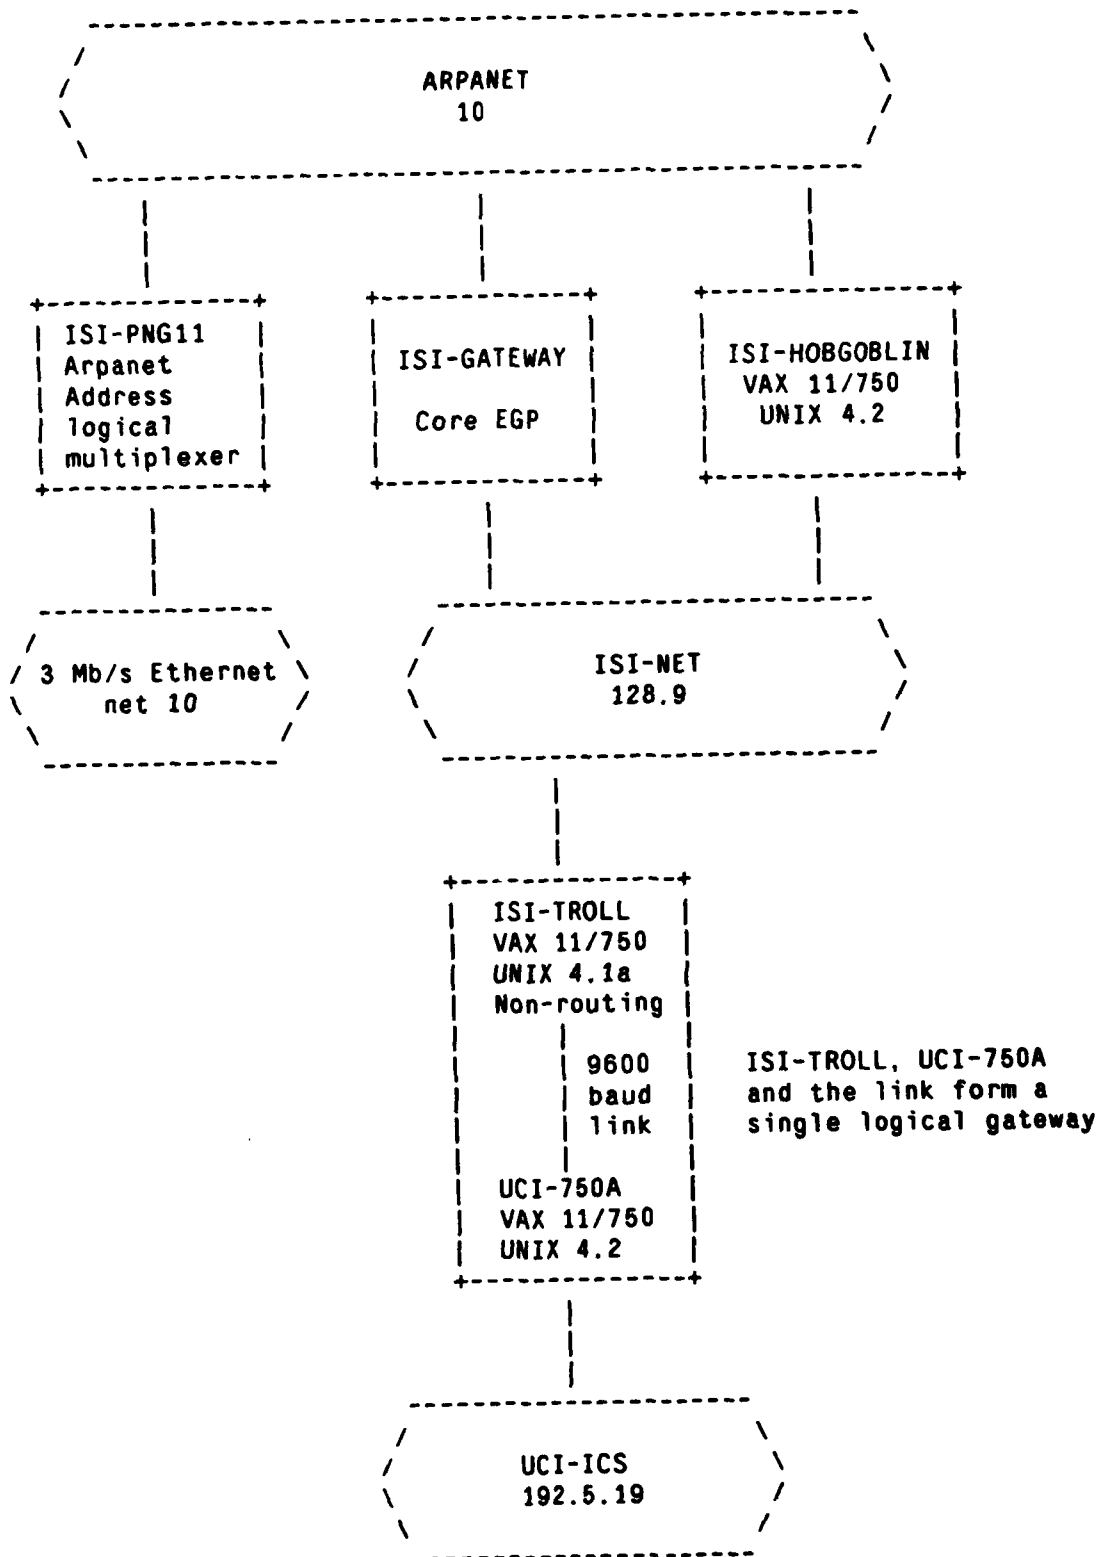 ARPANET
10
ISI-PNG11
Arpanet
Address
logical
multiplexer
ISI-GATEWAY
Core EGP
ISI-HOBGOBLIN
VAX 11/750
UNIX 4.2
3 Mb/s Ethernet
net 10
ISI-NET
128.9
ISI-TROLL
VAX 11/750
UNIX 4.1a
Non-routing
9600
baud
link
ISI-TROLL, UCI-750A
and the link form a
single logical gateway
UCI-750A
VAX 11/750
UNIX 4.2
UCI-ICS
192.5.19